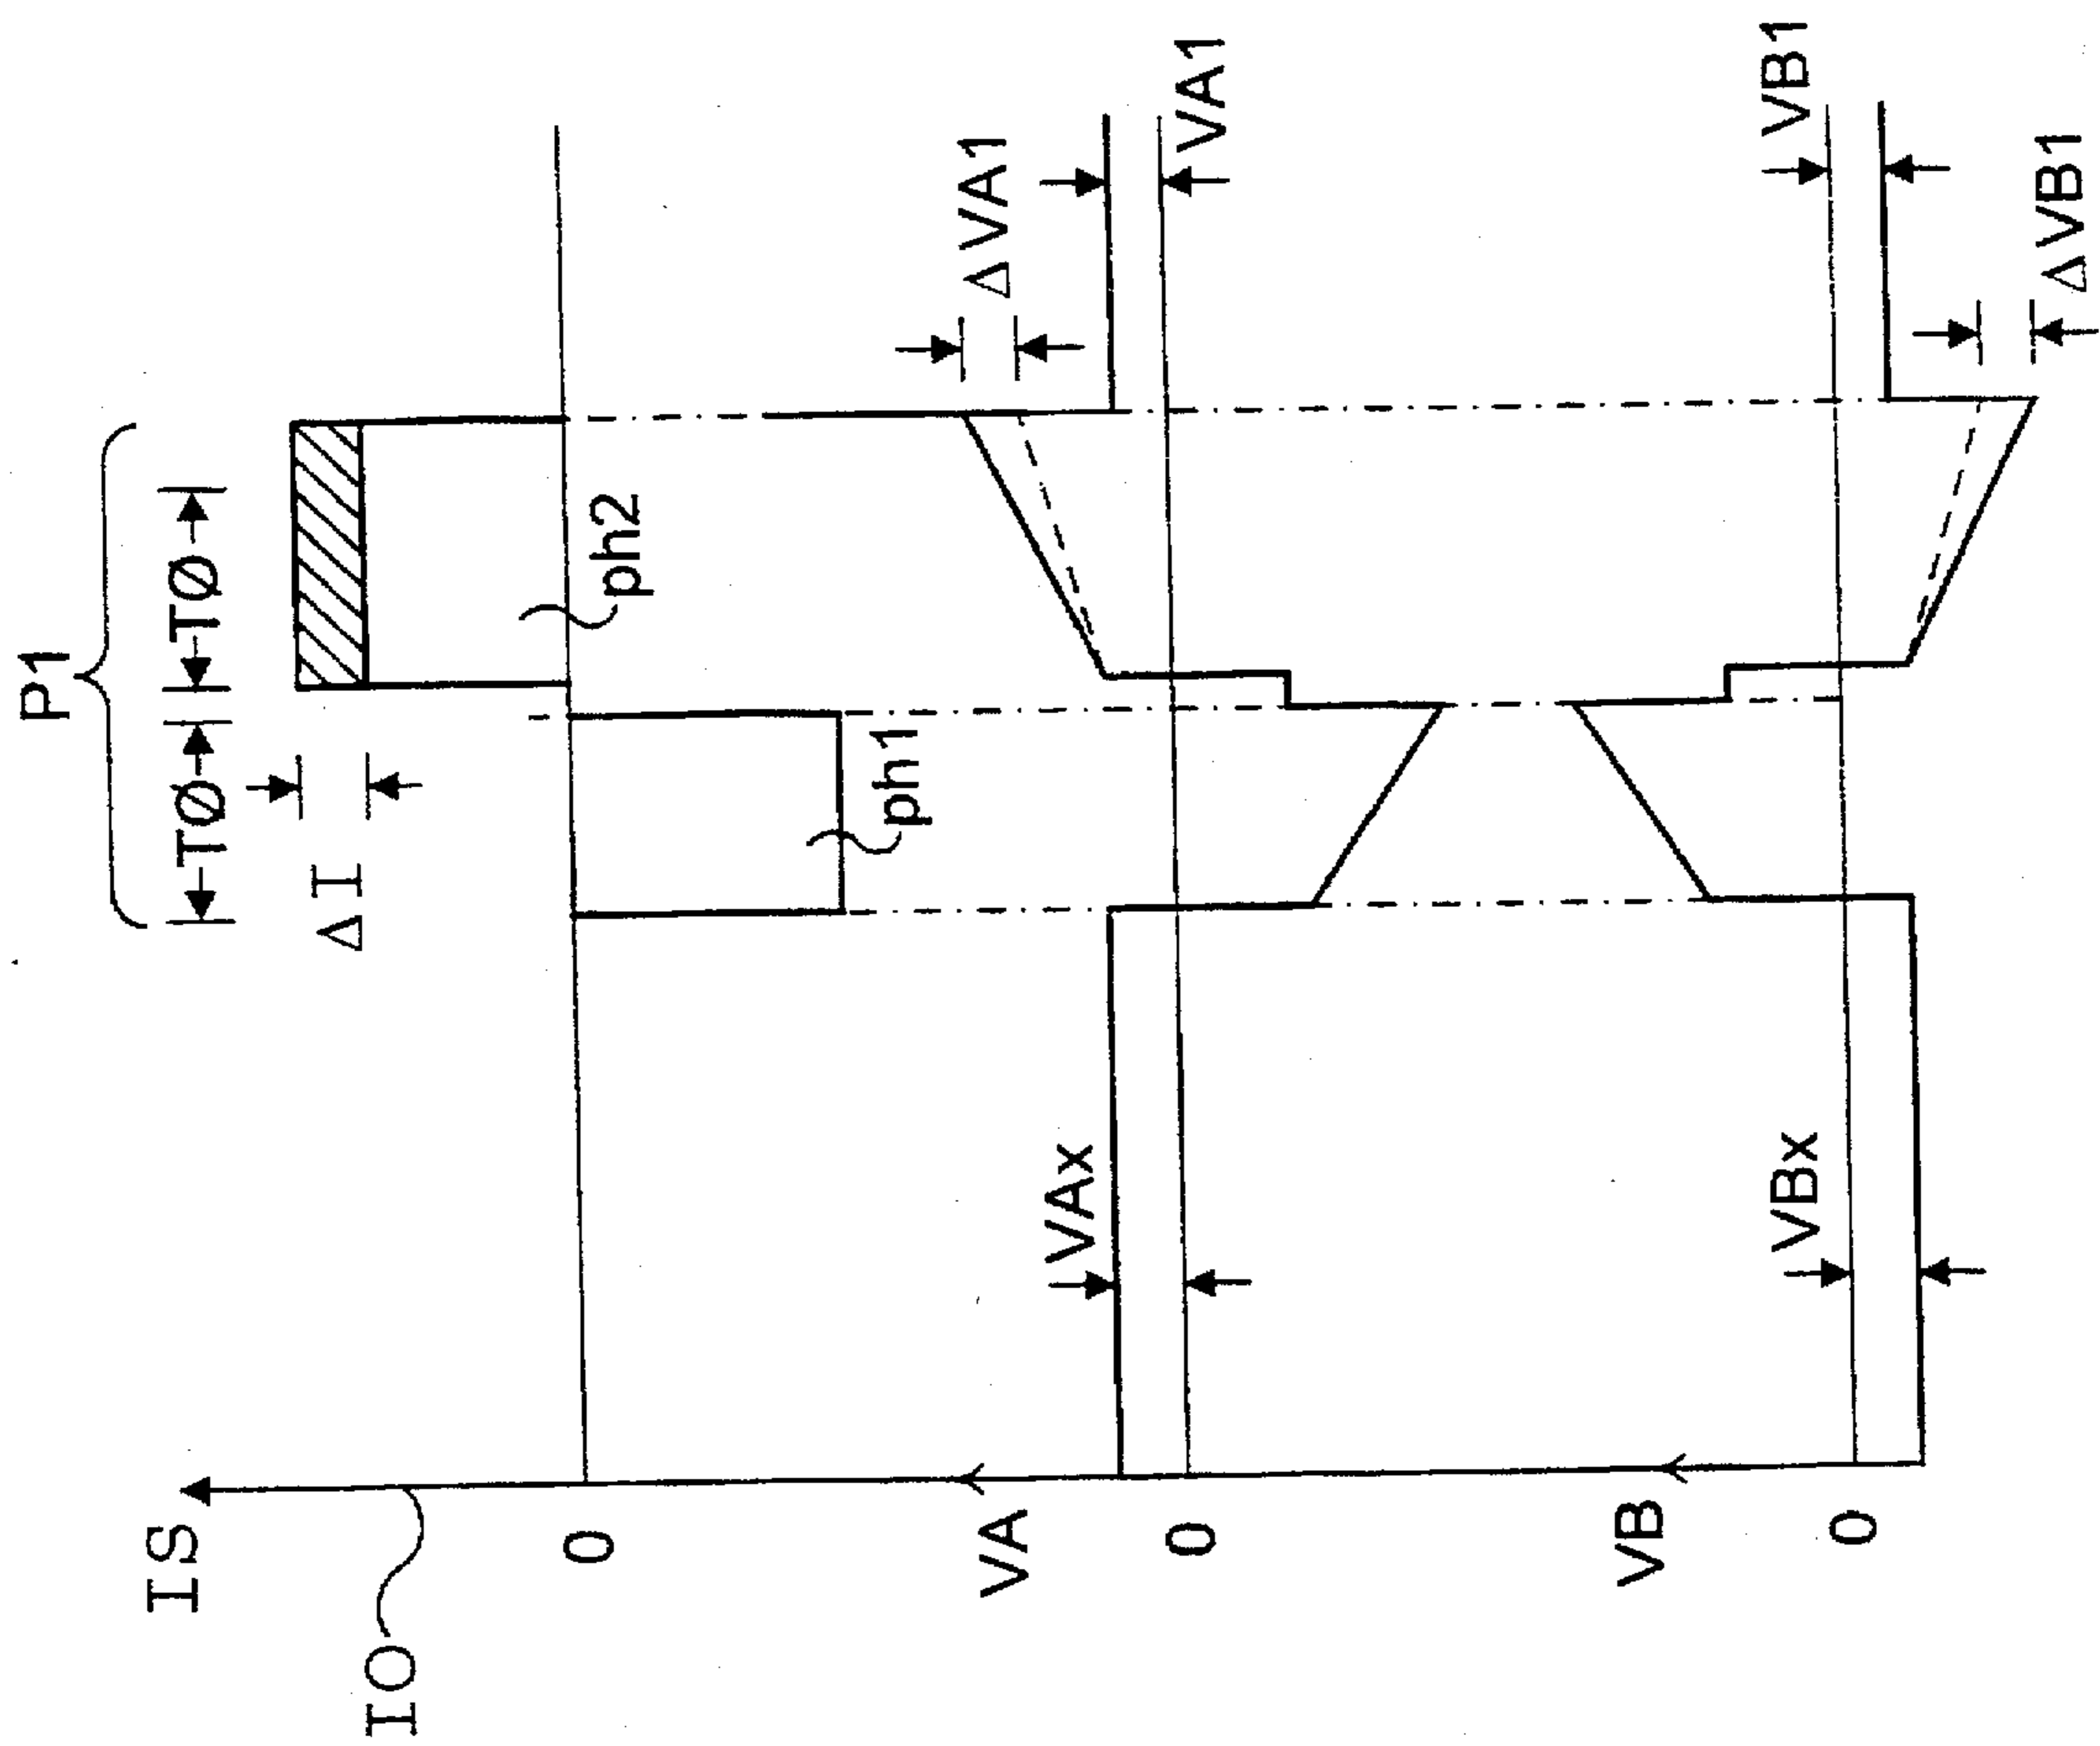 P1
TØ
TØ
IS
ΔI
IO
0
ph1
ph2
VA
VAx
ΔVA1
VA1
0
VB
VBx
VB1
0
ΔVB1